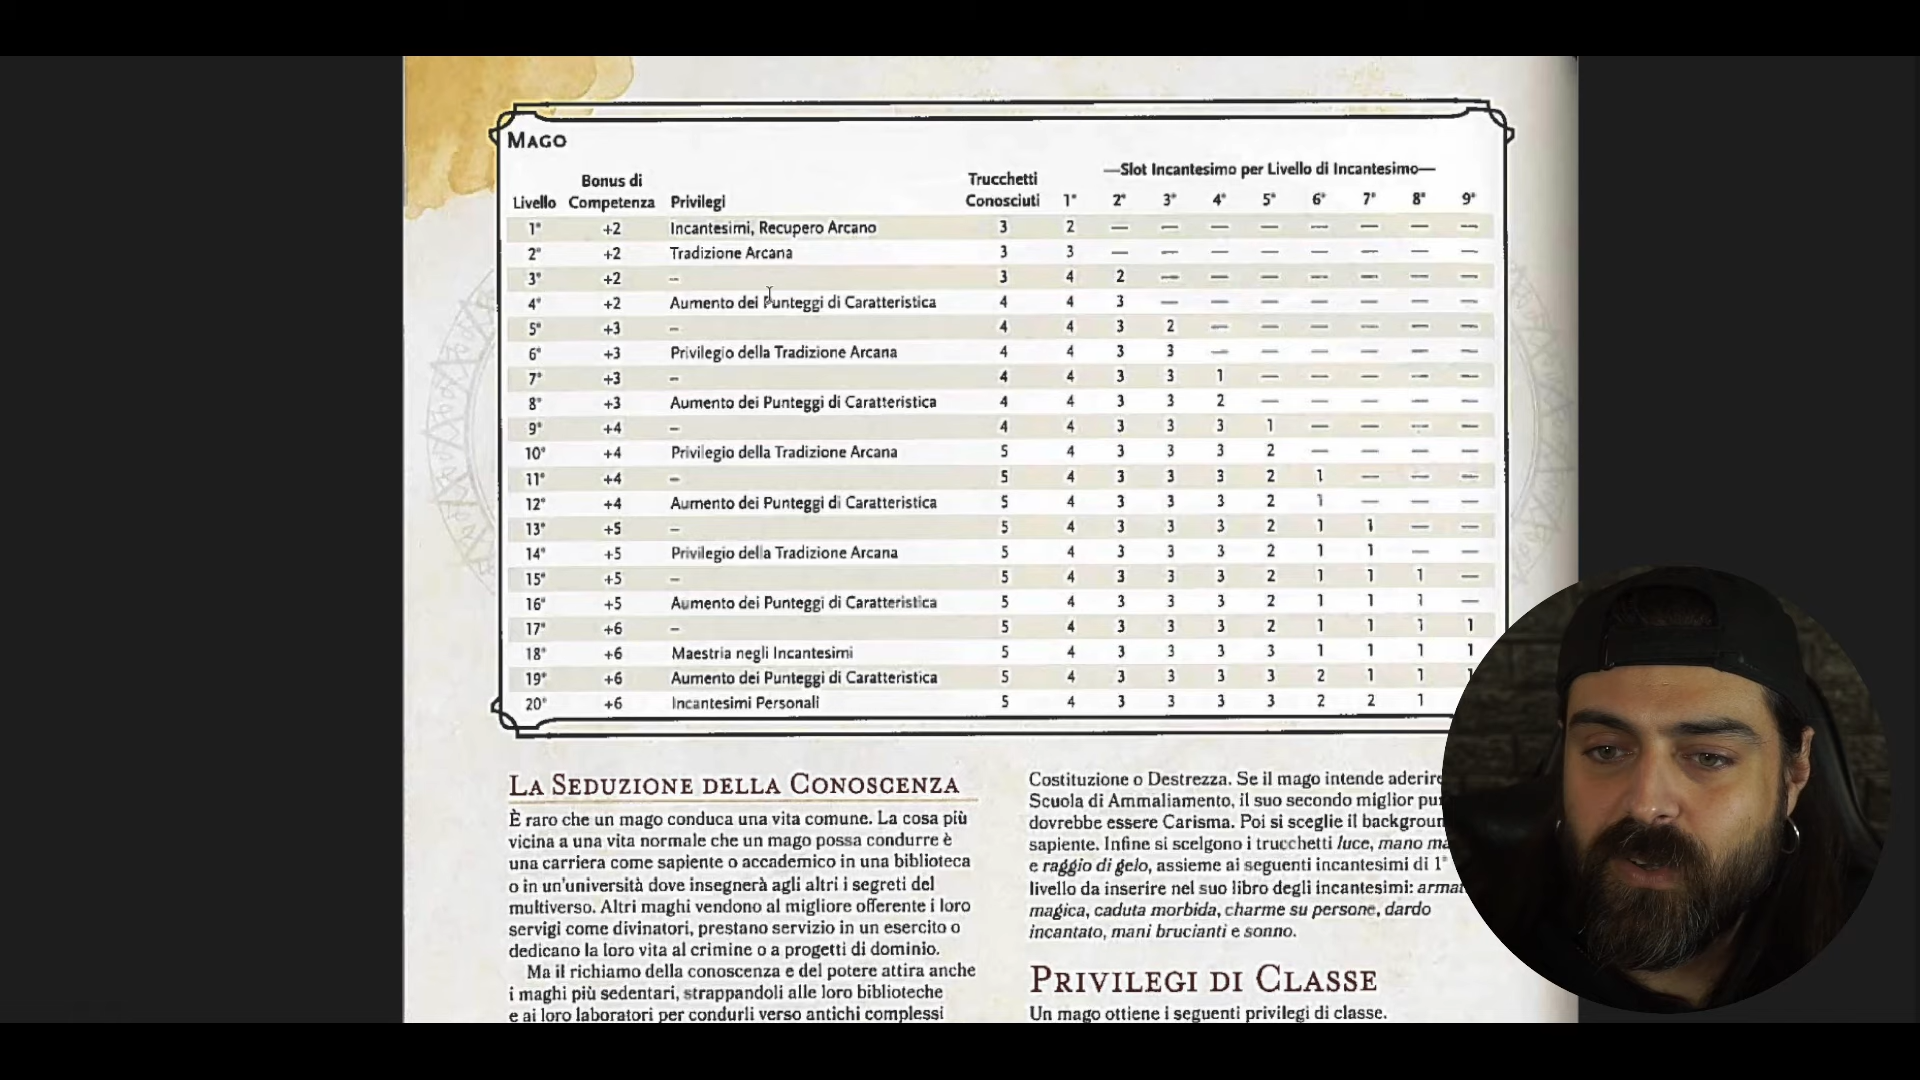 MAGO
—Slot Incantesimo per Livello di Incantesimo—
Bonus di Trucchetti
Livello Competenza Privilegi Conosciuti 1° 2° 3° 4° 5° 6° 7° 8° 9°
1° +2 Incantesimi, Recupero Arcano 3 2 — — — — — — — —
2° +2 Tradizione Arcana 3 3 — — — — — — — —
3° +2 – 3 4 2 — — — — — — —
4° +2 Aumento dei Punteggi di Caratteristica 4 4 3 — — — — — — —
5° +3 – 4 4 3 2 — — — — — —
6° +3 Privilegio della Tradizione Arcana 4 4 3 3 — — — — — —
7° +3 – 4 4 3 3 1 — — — — —
8° +3 Aumento dei Punteggi di Caratteristica 4 4 3 3 2 — — — — —
9° +4 – 4 4 3 3 3 1 — — — —
10° +4 Privilegio della Tradizione Arcana 5 4 3 3 3 2 — — — —
11° +4 – 5 4 3 3 3 2 1 — — —
12° +4 Aumento dei Punteggi di Caratteristica 5 4 3 3 3 2 1 — — —
13° +5 – 5 4 3 3 3 2 1 1 — —
14° +5 Privilegio della Tradizione Arcana 5 4 3 3 3 2 1 1 — —
15° +5 – 5 4 3 3 3 2 1 1 1 —
16° +5 Aumento dei Punteggi di Caratteristica 5 4 3 3 3 2 1 1 1 —
17° +6 – 5 4 3 3 3 2 1 1 1 1
18° +6 Maestria negli Incantesimi 5 4 3 3 3 3 1 1 1 1
19° +6 Aumento dei Punteggi di Caratteristica 5 4 3 3 3 3 2 1 1 1
20° +6 Incantesimi Personali 5 4 3 3 3 3 2 2 1
LA SEDUZIONE DELLA CONOSCENZA
È raro che un mago conduca una vita comune. La cosa più
vicina a una vita normale che un mago possa condurre è
una carriera come sapiente o accademico in una biblioteca
o in un'università dove insegnerà agli altri i segreti del
multiverso. Altri maghi vendono al migliore offerente i loro
servigi come divinatori, prestano servizio in un esercito o
dedicano la loro vita al crimine o a progetti di dominio.
Ma il richiamo della conoscenza e del potere attira anche
i maghi più sedentari, strappandoli alle loro biblioteche
e ai loro laboratori per condurli verso antichi complessi
Costituzione o Destrezza. Se il mago intende aderire
Scuola di Ammaliamento, il suo secondo miglior
dovrebbe essere Carisma. Poi si sceglie il
sapiente. Infine si scelgono i trucchetti luce, mano
e raggio di gelo, assieme ai seguenti incantesimi di 1°
livello da inserire nel suo libro degli incantesimi:
magica, caduta morbida, charme su persone, dardo
incantato, mani brucianti e sonno.
PRIVILEGI DI CLASSE
Un mago ottiene i seguenti privilegi di classe.